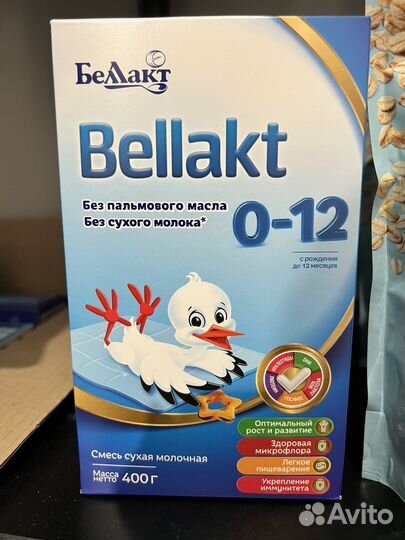 Беллакт
Bellakt
Без пальмового масла
Без сухого молока*
0-12
с рождения
до 12 месяцев
Оптимальный
рост и развитие
Здоровая
микрофлора
Легкое
пищеварение
Укрепление
иммунитета
Смесь сухая молочная
Масса
нетто 400 г
Avito